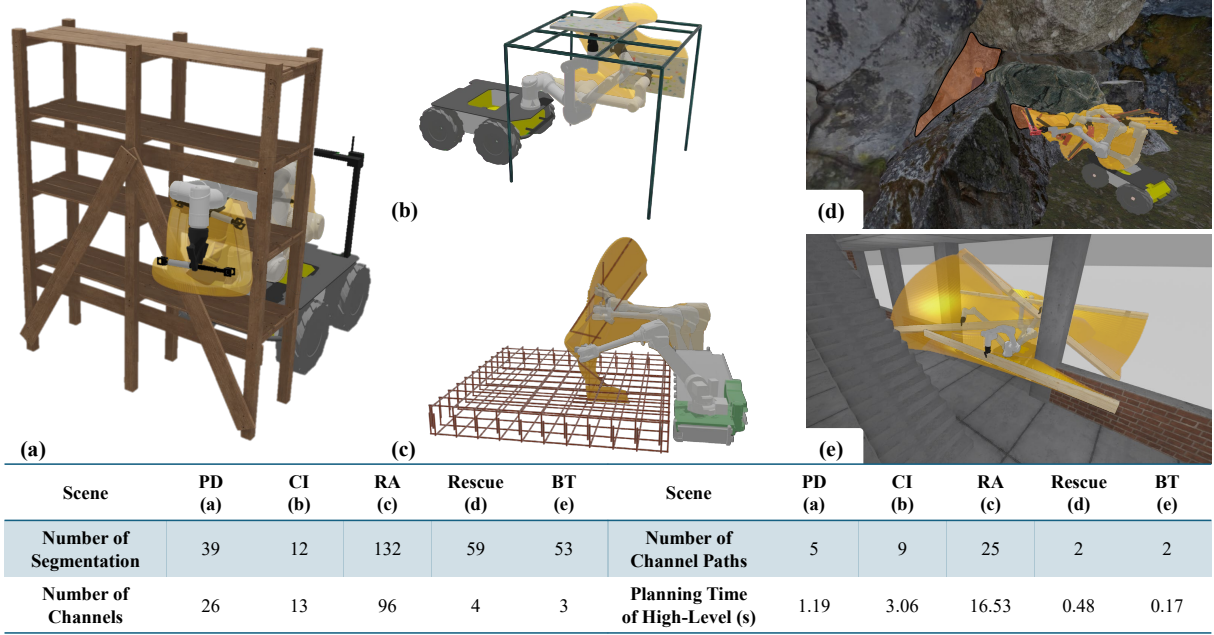 (a)
(b)
(c)
(d)
(e)
Scene PD (a) CI (b) RA (c) Rescue (d) BT (e) Scene PD (a) CI (b) RA (c) Rescue (d) BT (e)
Number of Segmentation 39 12 132 59 53 Number of Channel Paths 5 9 25 2 2
Number of Channels 26 13 96 4 3 Planning Time of High-Level (s) 1.19 3.06 16.53 0.48 0.17